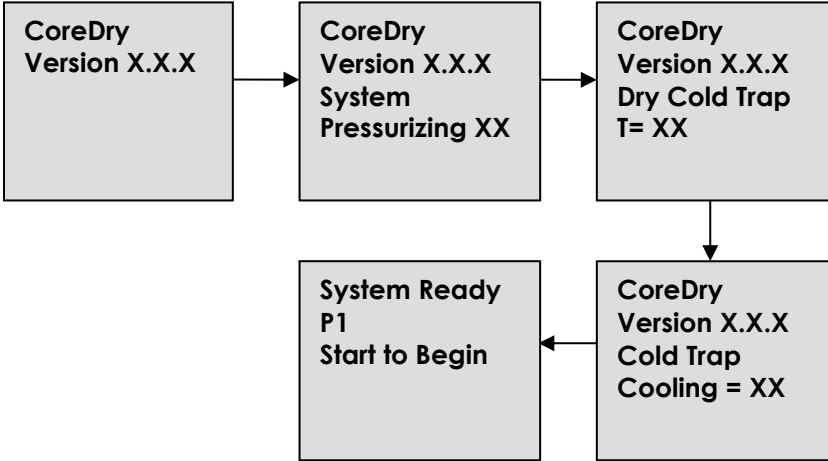 CoreDry
Version X.X.X
CoreDry
Version X.X.X
System
Pressurizing XX
CoreDry
Version X.X.X
Dry Cold Trap
T= XX
CoreDry
Version X.X.X
Cold Trap
Cooling = XX
System Ready
P1
Start to Begin